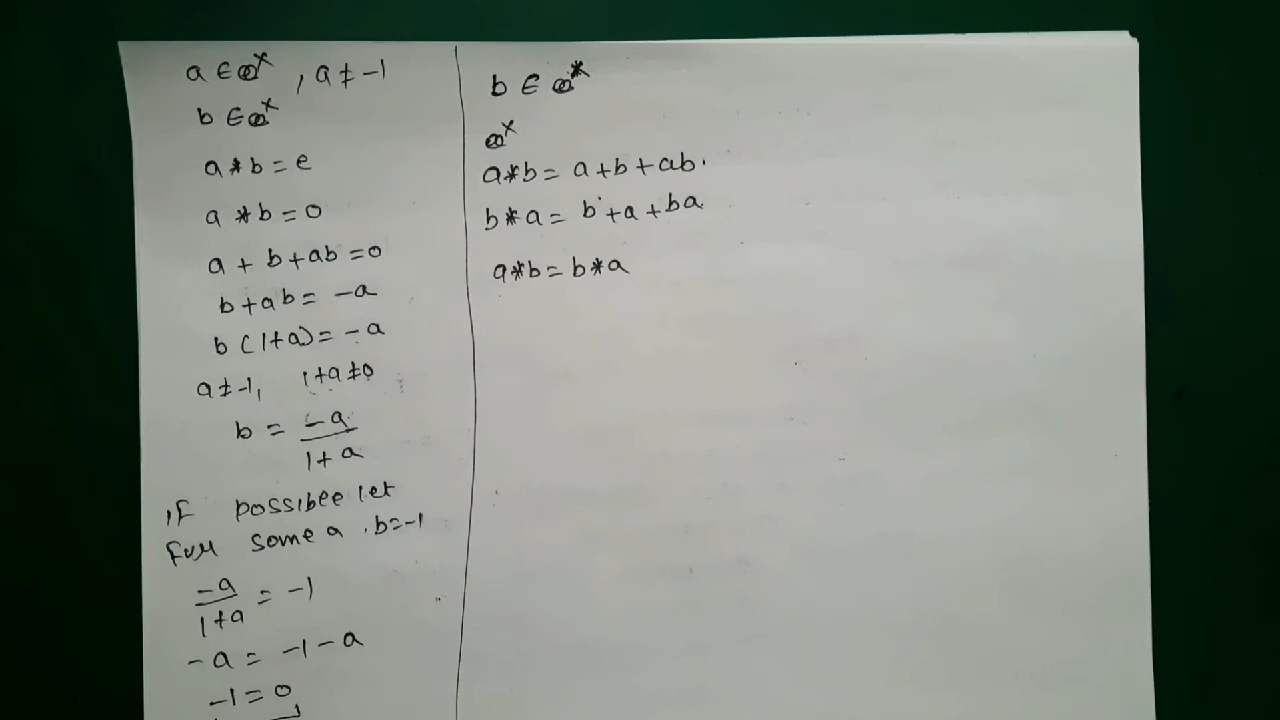 a ∈ ℚ^x, a ≠ -1
b ∈ ℚ^x
a * b = e
a * b = 0
a + b + ab = 0
b + ab = -a
b (1+a) = -a
a ≠ -1, 1+a ≠ 0
b = -a / 1+a
if possibee let
for some a . b = -1
-a / 1+a = -1
-a = -1 - a
-1 = 0
b ∈ ℚ^*
ℚ^x
a*b = a+b+ab.
b*a = b+a+ba.
a*b = b*a